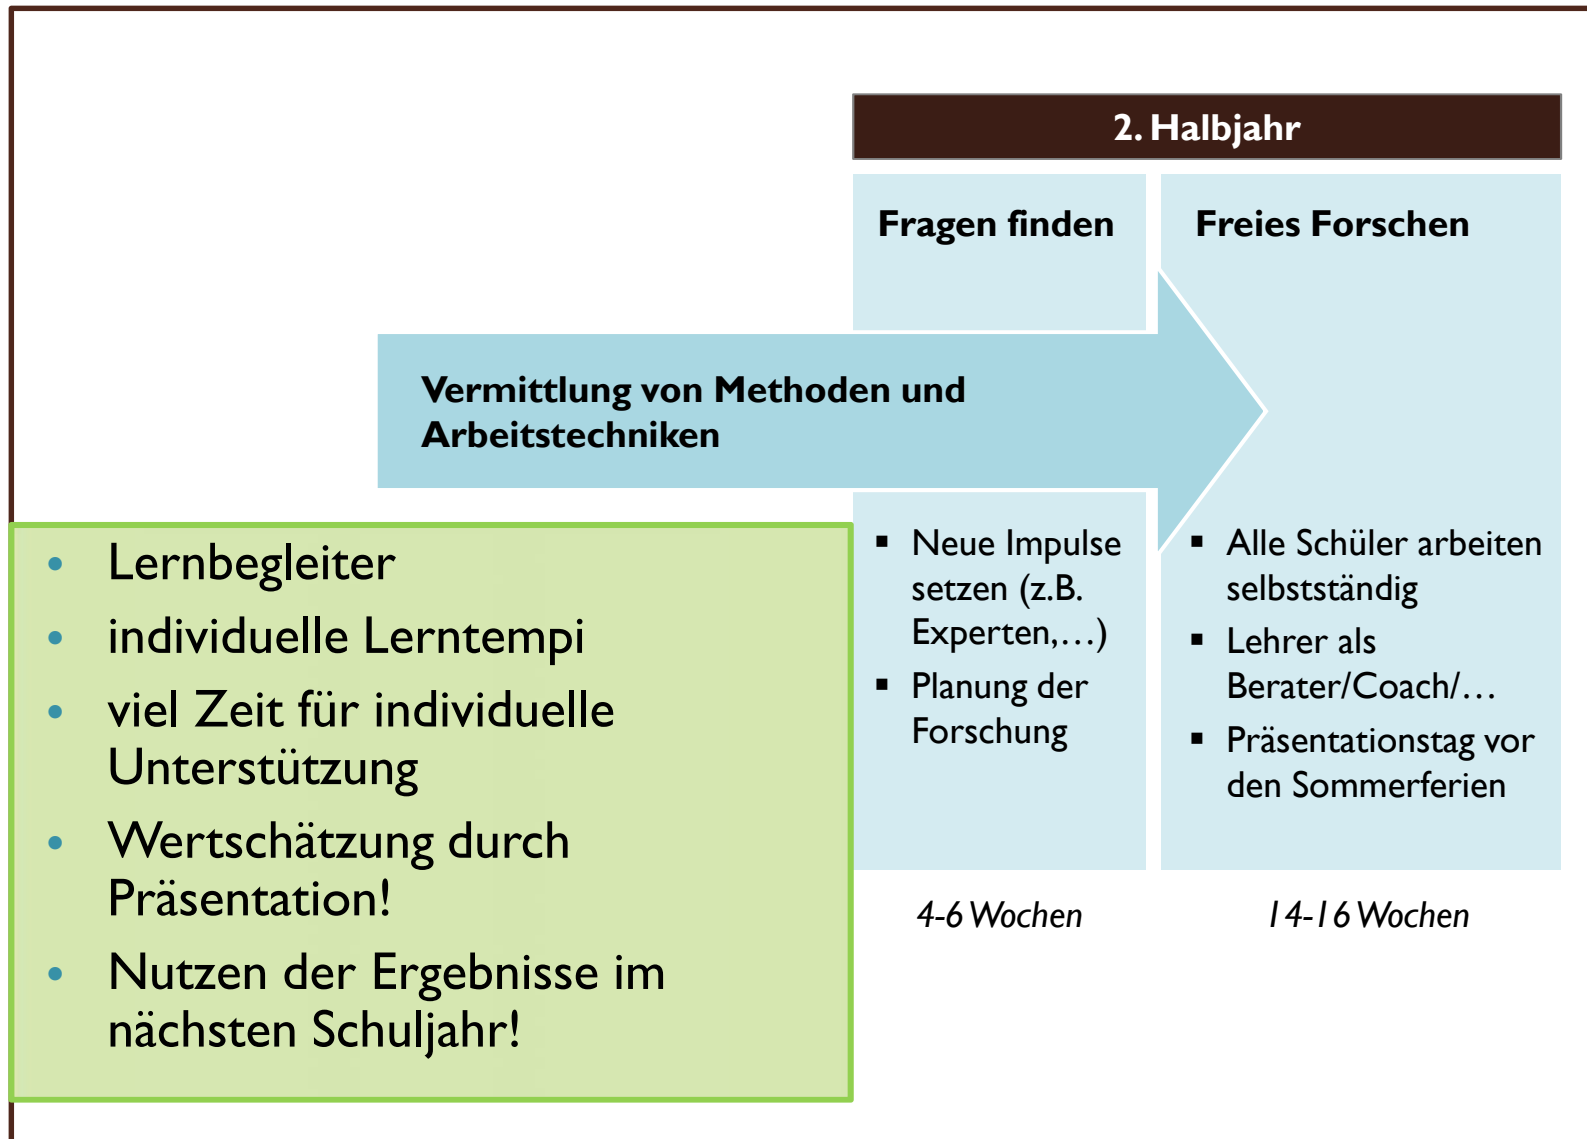 2. Halbjahr
Fragen finden
Freies Forschen
Vermittlung von Methoden und
Arbeitstechniken
• Lernbegleiter
• individuelle Lerntempi
• viel Zeit für individuelle
Unterstützung
• Wertschätzung durch
Präsentation!
• Nutzen der Ergebnisse im
nächsten Schuljahr!
▪ Neue Impulse
setzen (z.B.
Experten,…)
▪ Planung der
Forschung
▪ Alle Schüler arbeiten
selbstständig
▪ Lehrer als
Berater/Coach/…
▪ Präsentationstag vor
den Sommerferien
4-6 Wochen
14-16 Wochen